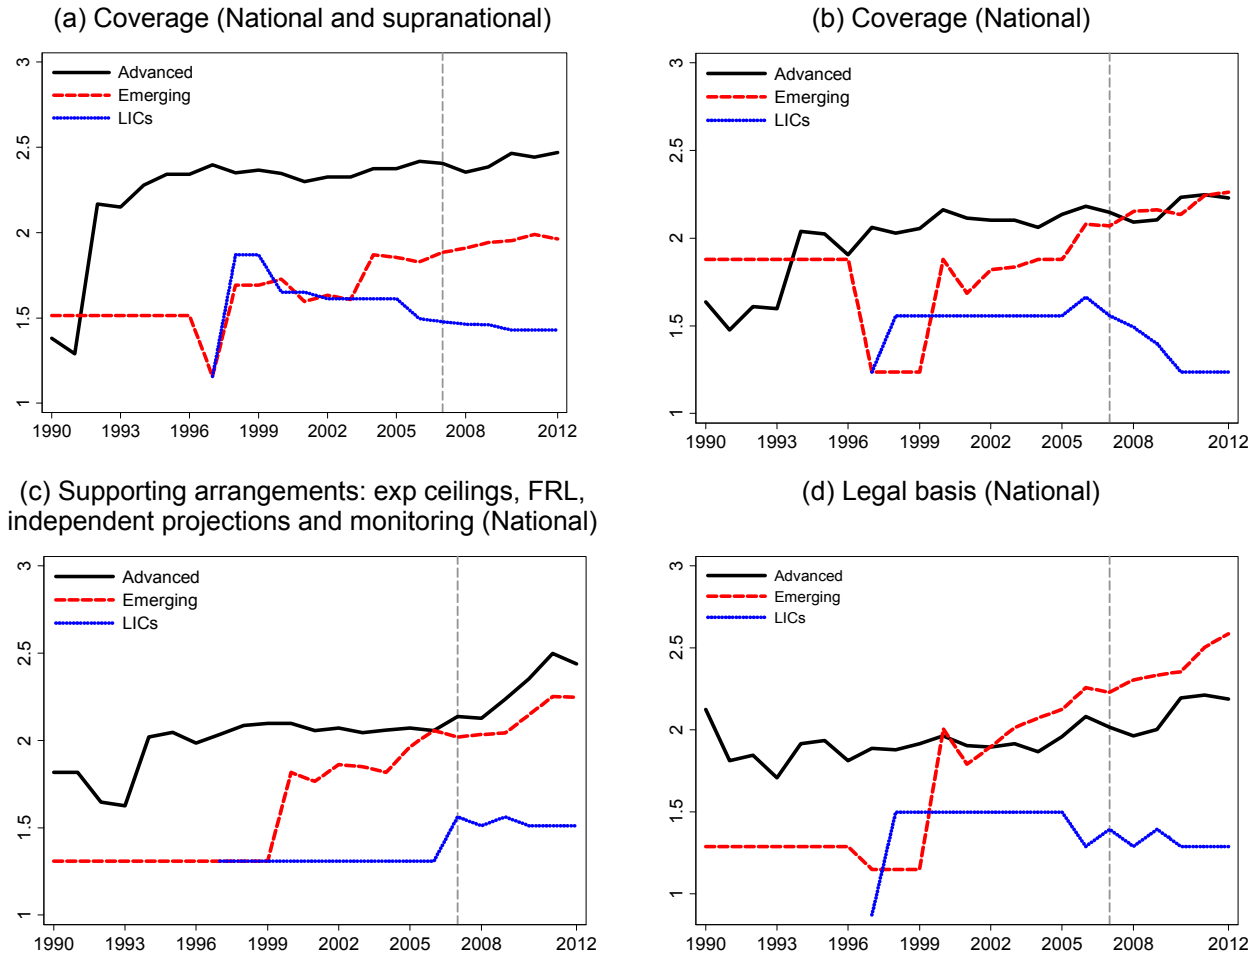 (a) Coverage (National and supranational)
3
2.5
2
1.5
1
Advanced
Emerging
LICs
1990 1993 1996 1999 2002 2005 2008 2012
(b) Coverage (National)
3
2.5
2
1.5
1
Advanced
Emerging
LICs
1990 1993 1996 1999 2002 2005 2008 2012
(c) Supporting arrangements: exp ceilings, FRL,
independent projections and monitoring (National)
3
2.5
2
1.5
1
Advanced
Emerging
LICs
1990 1993 1996 1999 2002 2005 2008 2012
(d) Legal basis (National)
3
2.5
2
1.5
1
Advanced
Emerging
LICs
1990 1993 1996 1999 2002 2005 2008 2012